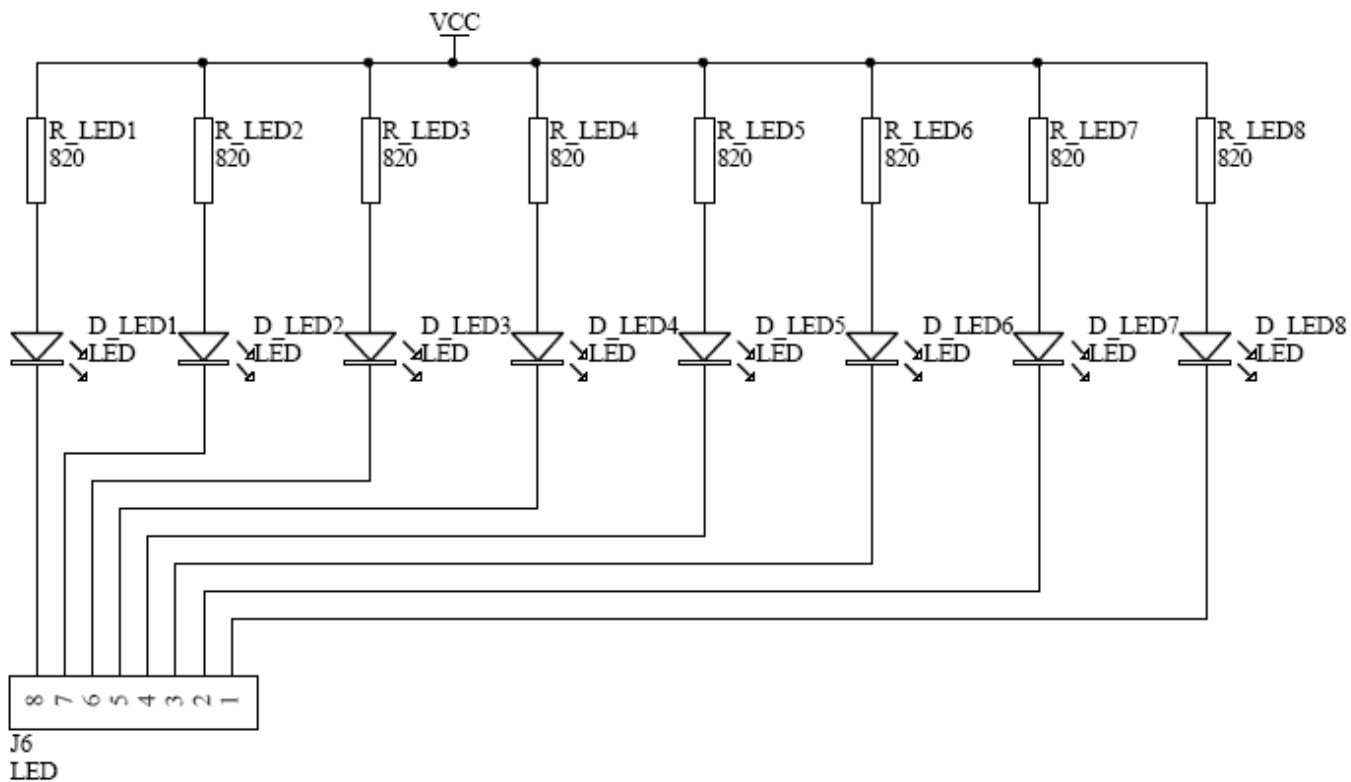 VCC
R_LED1 R_LED2 R_LED3 R_LED4 R_LED5 R_LED6 R_LED7 R_LED8
820 820 820 820 820 820 820 820
D_LED1 D_LED2 D_LED3 D_LED4 D_LED5 D_LED6 D_LED7 D_LED8
LED LED LED LED LED LED LED LED
8 7 6 5 4 3 2 1
J6
LED